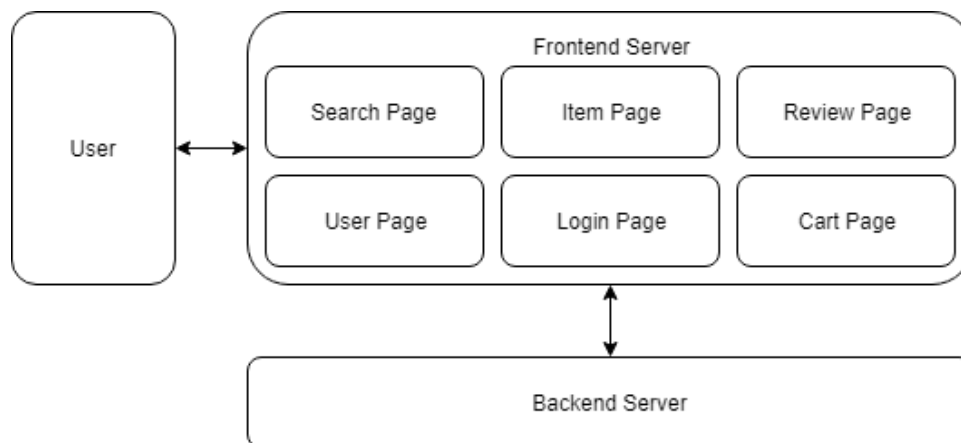 User
Frontend Server
Search Page
Item Page
Review Page
User Page
Login Page
Cart Page
Backend Server